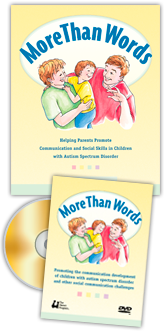 More Than Words
Helping Parents Promote
Communication and Social Skills in Children
with Autism Spectrum Disorder
More Than Words
Promoting the communication development
of children with autism spectrum disorder
and other social communication challenges
DVD